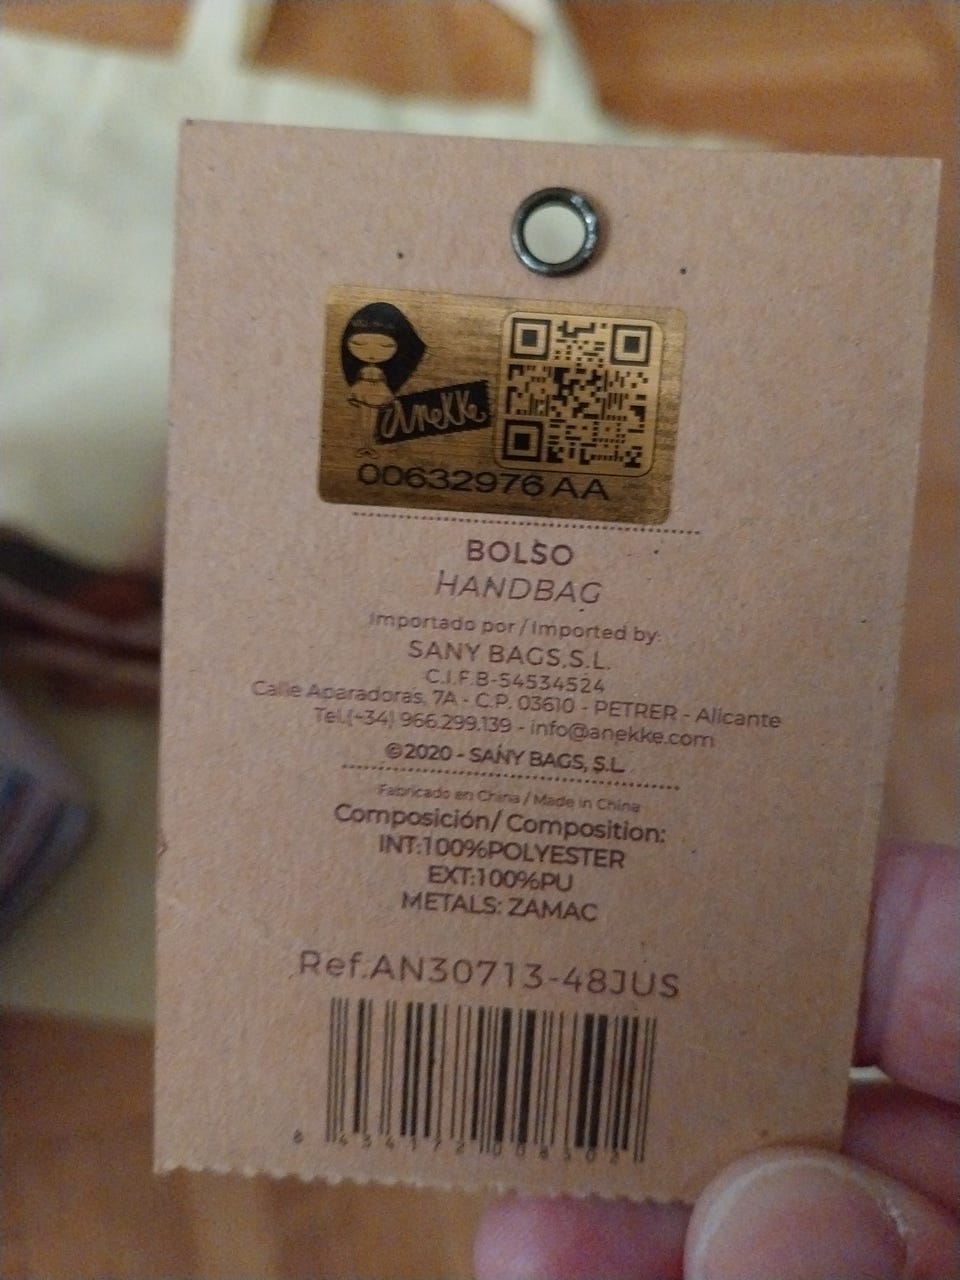 anekke
00632976 AA
BOLSO
HANDBAG
Importado por / Imported by:
SANY BAGS,S.L.
C.I.F.B-54534524
Calle Aparadoras, 7A - C.P. 03610 - PETRER - Alicante
Tel.(+34) 966.299.139 - info@anekke.com
©2020 - SANY BAGS, S.L.
Fabricado en China / Made in China
Composición/ Composition:
INT:100%POLYESTER
EXT:100%PU
METALS: ZAMAC
Ref.AN30713-48JUS